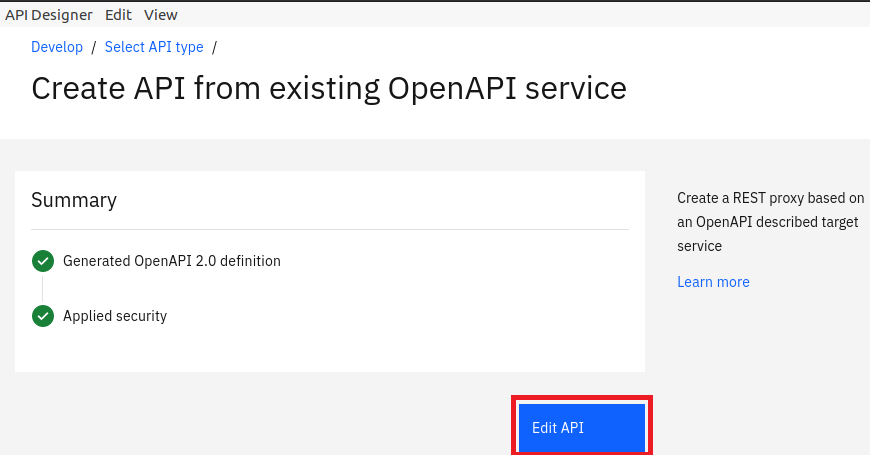 API Designer Edit View
Develop / Select API type /
Create API from existing OpenAPI service
Summary
Generated OpenAPI 2.0 definition
Applied security
Create a REST proxy based on
an OpenAPI described target
service
Learn more
Edit API